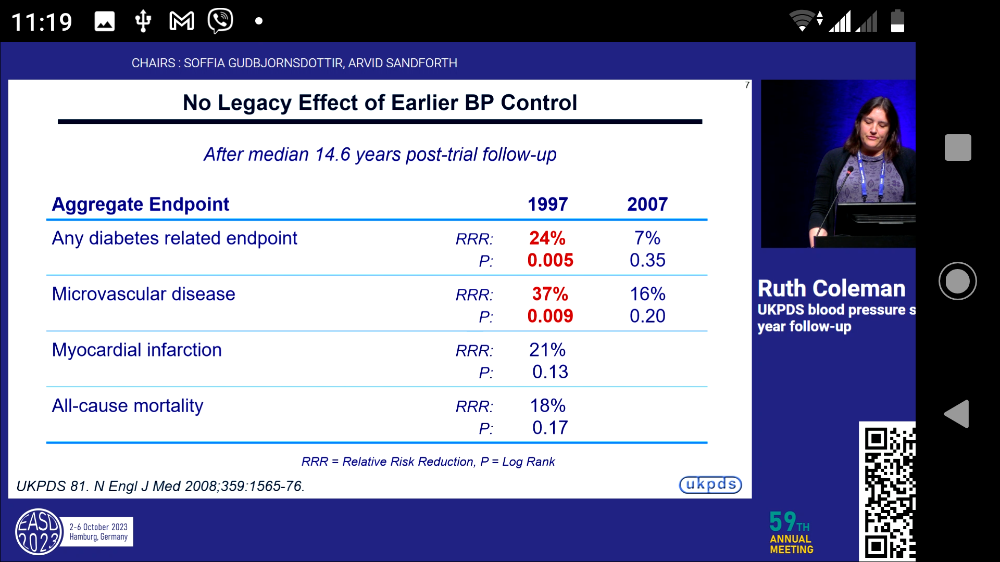 11:19
CHAIRS : SOFFIA GUDBJORNSDOTTIR, ARVID SANDFORTH
7
No Legacy Effect of Earlier BP Control
After median 14.6 years post-trial follow-up
Aggregate Endpoint 1997 2007
Any diabetes related endpoint RRR: 24% 7%
P: 0.005 0.35
Microvascular disease RRR: 37% 16%
P: 0.009 0.20
Myocardial infarction RRR: 21%
P: 0.13
All-cause mortality RRR: 18%
P: 0.17
RRR = Relative Risk Reduction, P = Log Rank
UKPDS 81. N Engl J Med 2008;359:1565-76.
ukpds
Ruth Coleman
UKPDS blood pressure s
year follow-up
EASD
2023
2-6 October 2023
Hamburg, Germany
59TH
ANNUAL
MEETING